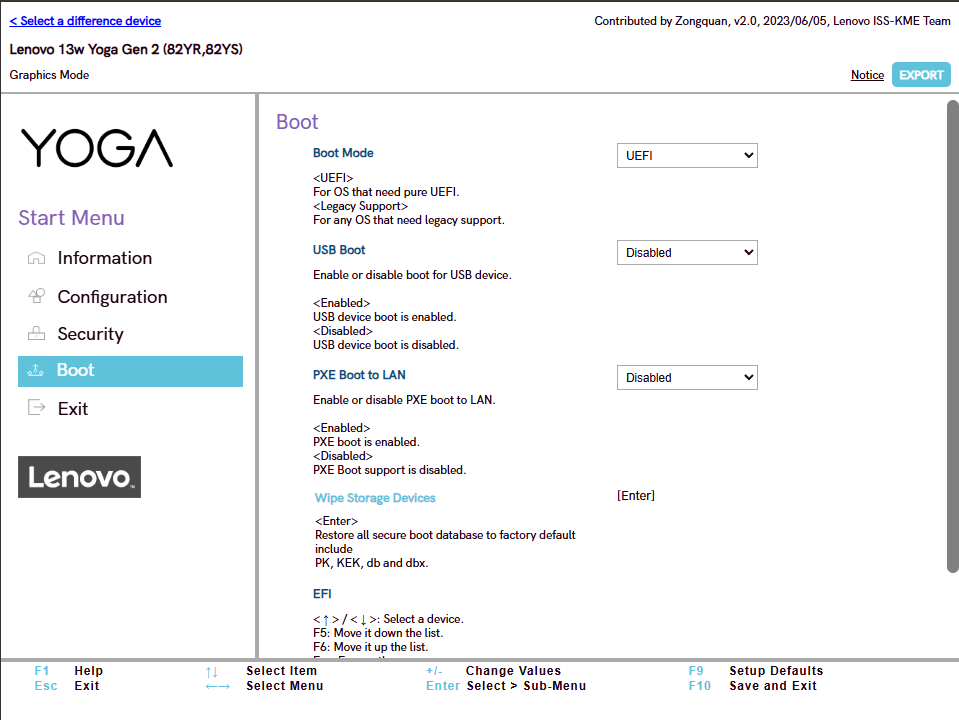 < Select a difference device
Contributed by Zongquan, v2.0, 2023/06/05, Lenovo ISS-KME Team
Lenovo 13w Yoga Gen 2 (82YR,82YS)
Graphics Mode
Notice
EXPORT
YOGA
Start Menu
Information
Configuration
Security
Boot
Exit
Lenovo™
Boot
Boot Mode
UEFI
<UEFI>
For OS that need pure UEFI.
<Legacy Support>
For any OS that need legacy support.
USB Boot
Disabled
Enable or disable boot for USB device.
<Enabled>
USB device boot is enabled.
<Disabled>
USB device boot is disabled.
PXE Boot to LAN
Disabled
Enable or disable PXE boot to LAN.
<Enabled>
PXE boot is enabled.
<Disabled>
PXE Boot support is disabled.
Wipe Storage Devices
[Enter]
<Enter>
Restore all secure boot database to factory default
include
PK, KEK, db and dbx.
EFI
< ↑ > / < ↓ >: Select a device.
F5: Move it down the list.
F6: Move it up the list.
F1 Help ↑↓ Select Item +/- Change Values F9 Setup Defaults
Esc Exit ←→ Select Menu Enter Select > Sub-Menu F10 Save and Exit